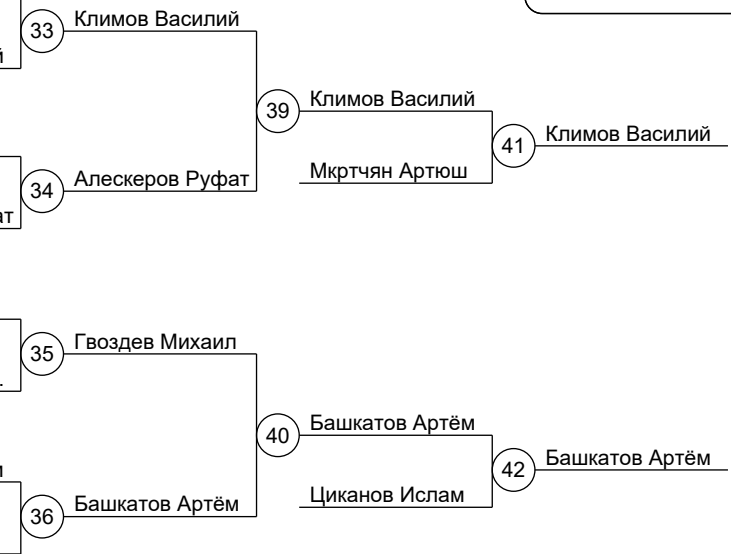 33 Климов Василий
й
39 Климов Василий
41 Климов Василий
Мкртчян Артюш
34 Алескеров Руфат
ат
35 Гвоздев Михаил
40 Башкатов Артём
42 Башкатов Артём
Циканов Ислам
36 Башкатов Артём